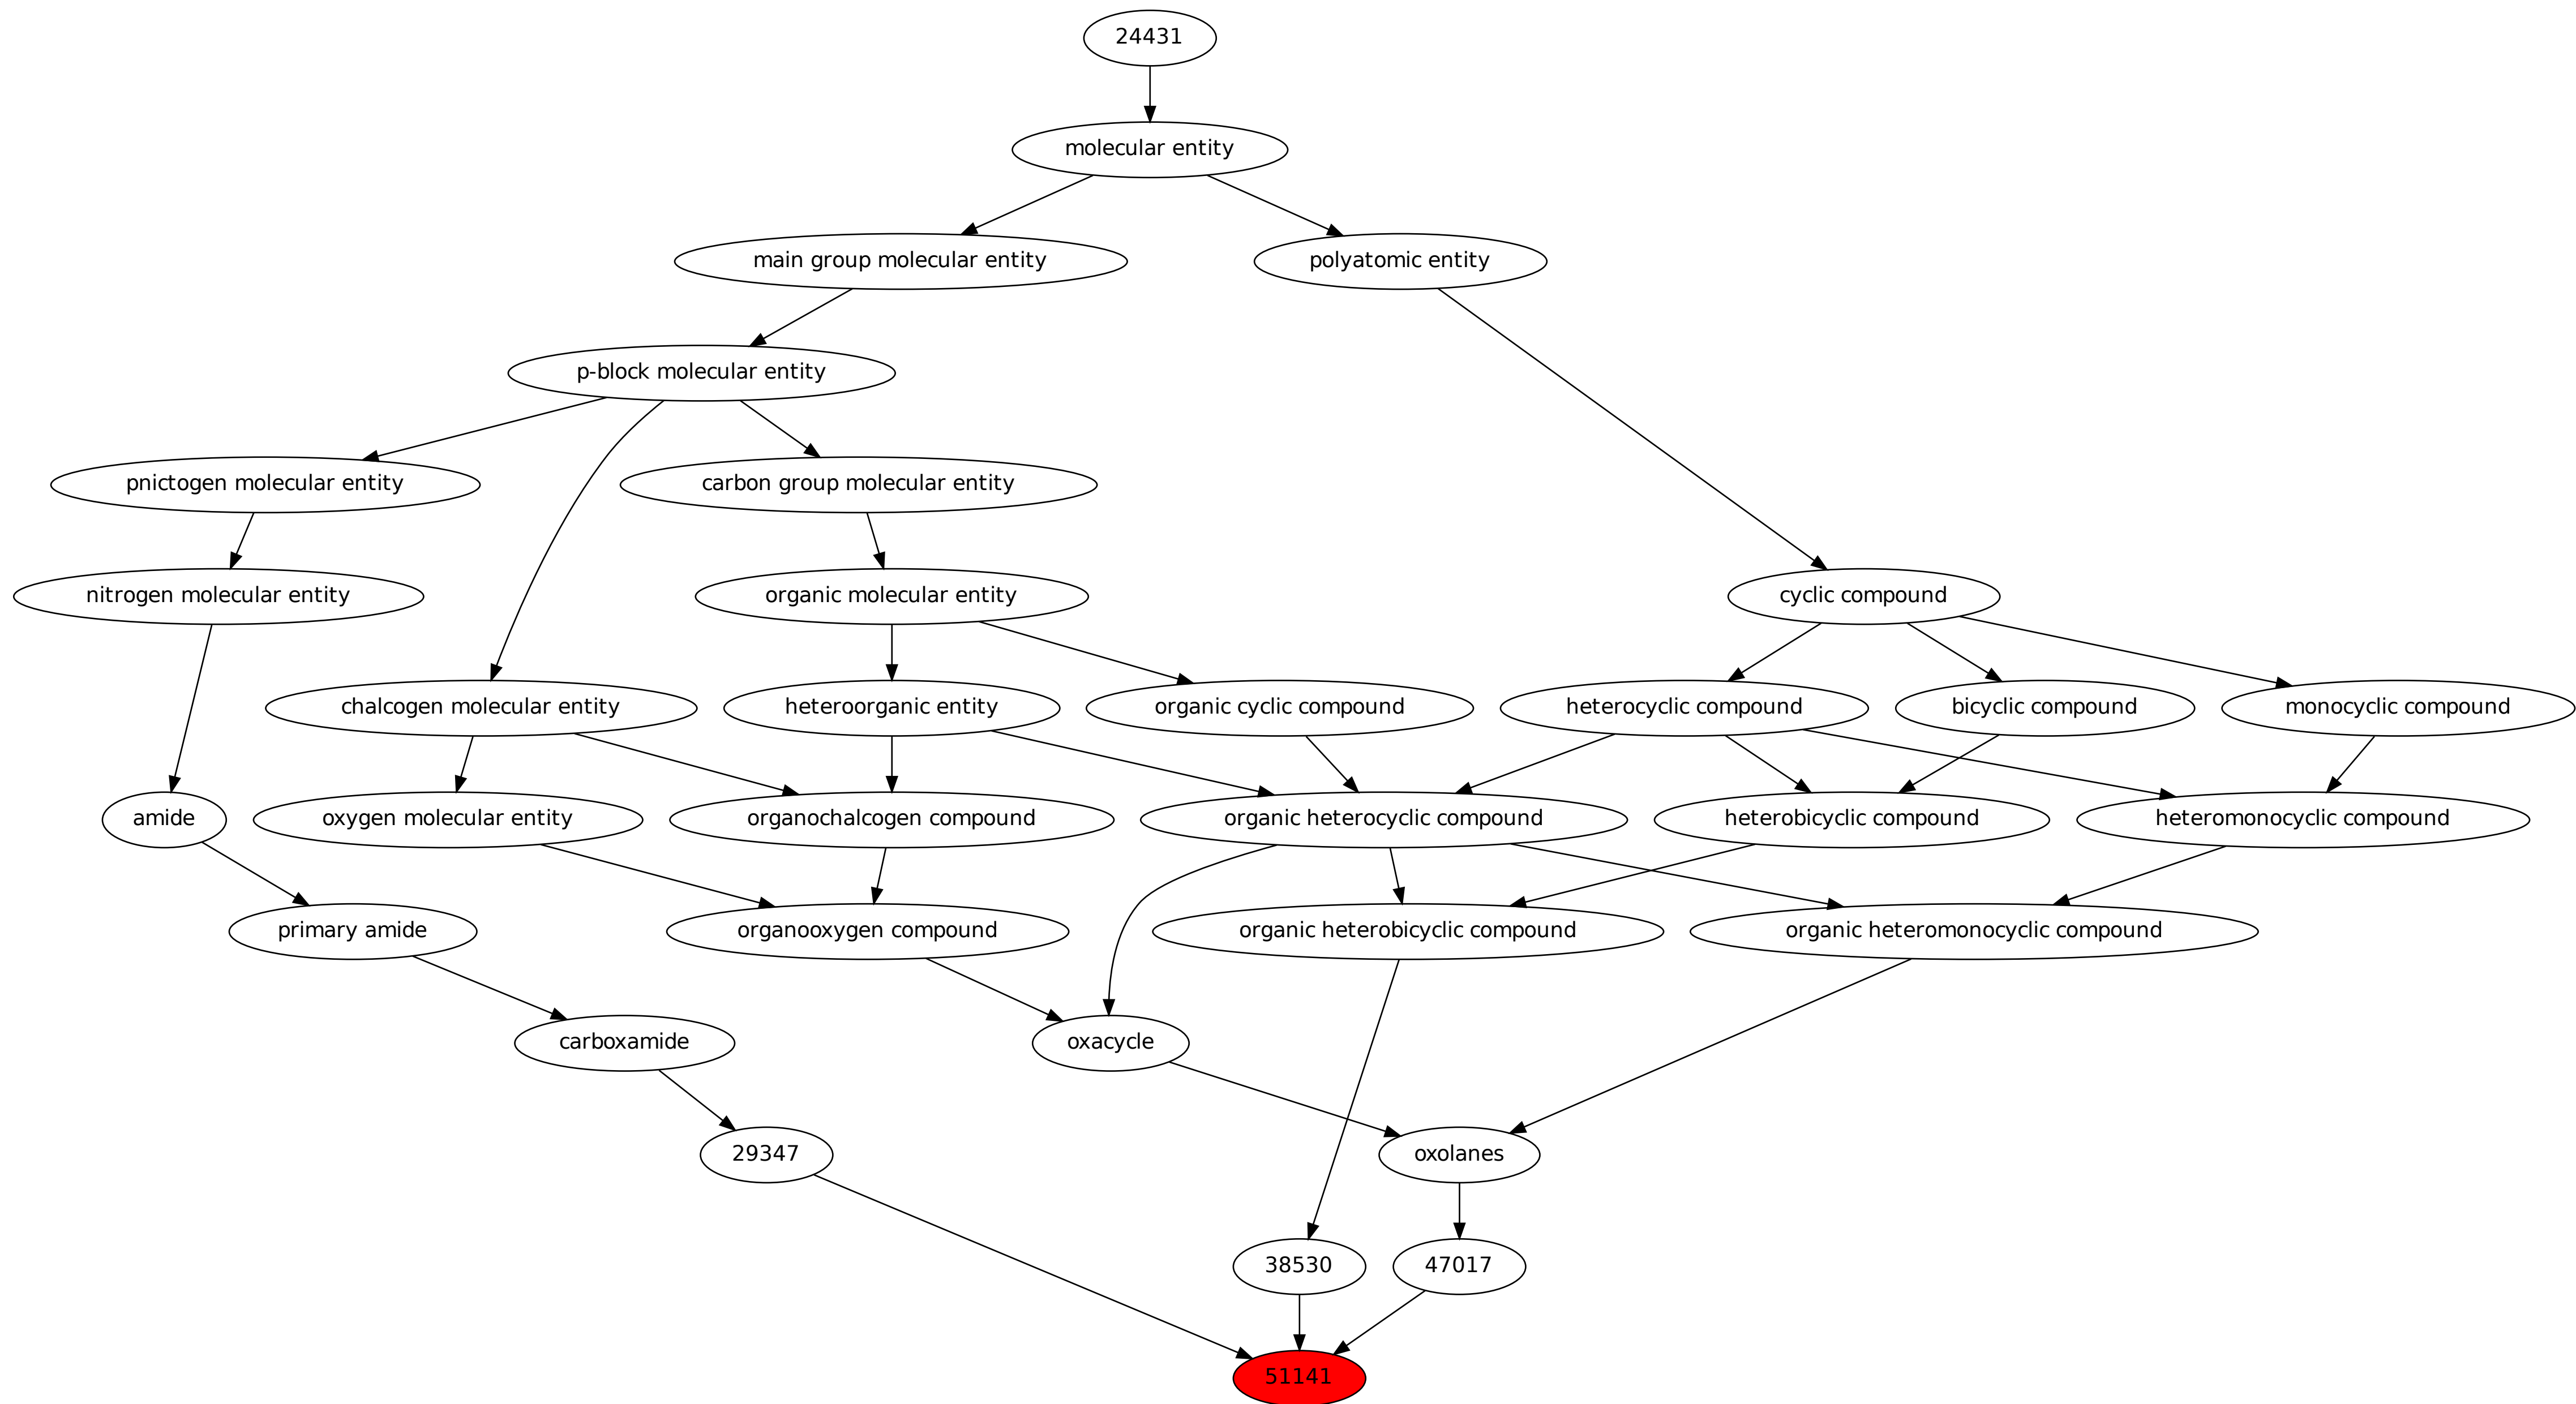 24431
molecular entity
main group molecular entity
polyatomic entity
p-block molecular entity
pnictogen molecular entity
carbon group molecular entity
nitrogen molecular entity
organic molecular entity
cyclic compound
chalcogen molecular entity
heteroorganic entity
organic cyclic compound
heterocyclic compound
bicyclic compound
monocyclic compound
amide
oxygen molecular entity
organochalcogen compound
organic heterocyclic compound
heterobicyclic compound
heteromonocyclic compound
primary amide
organooxygen compound
organic heterobicyclic compound
organic heteromonocyclic compound
carboxamide
oxacycle
29347
oxolanes
38530
47017
51141